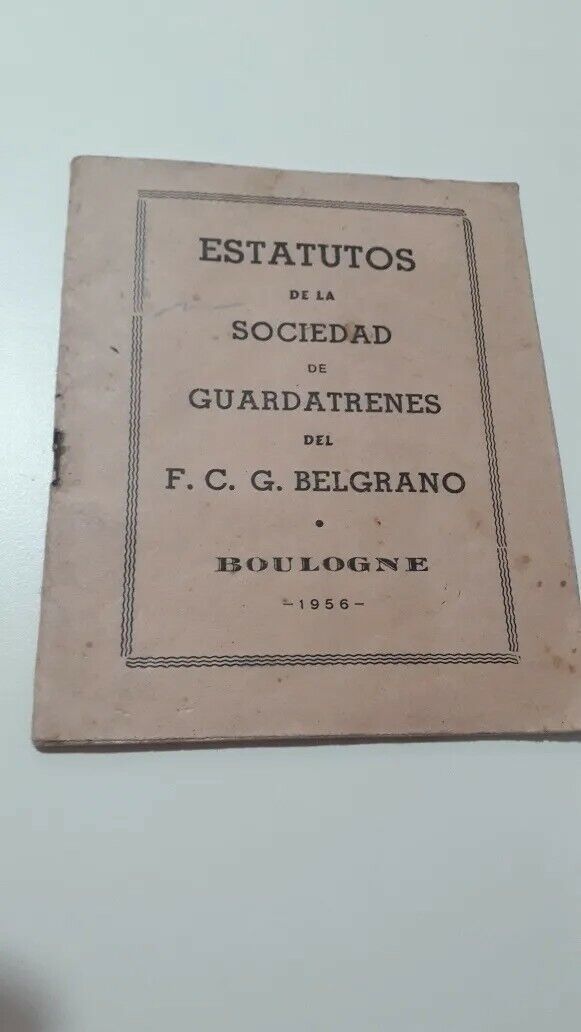 ESTATUTOS
DE LA
SOCIEDAD
DE
GUARDATRENES
DEL
F. C. G. BELGRANO
•
BOULOGNE
-1956-